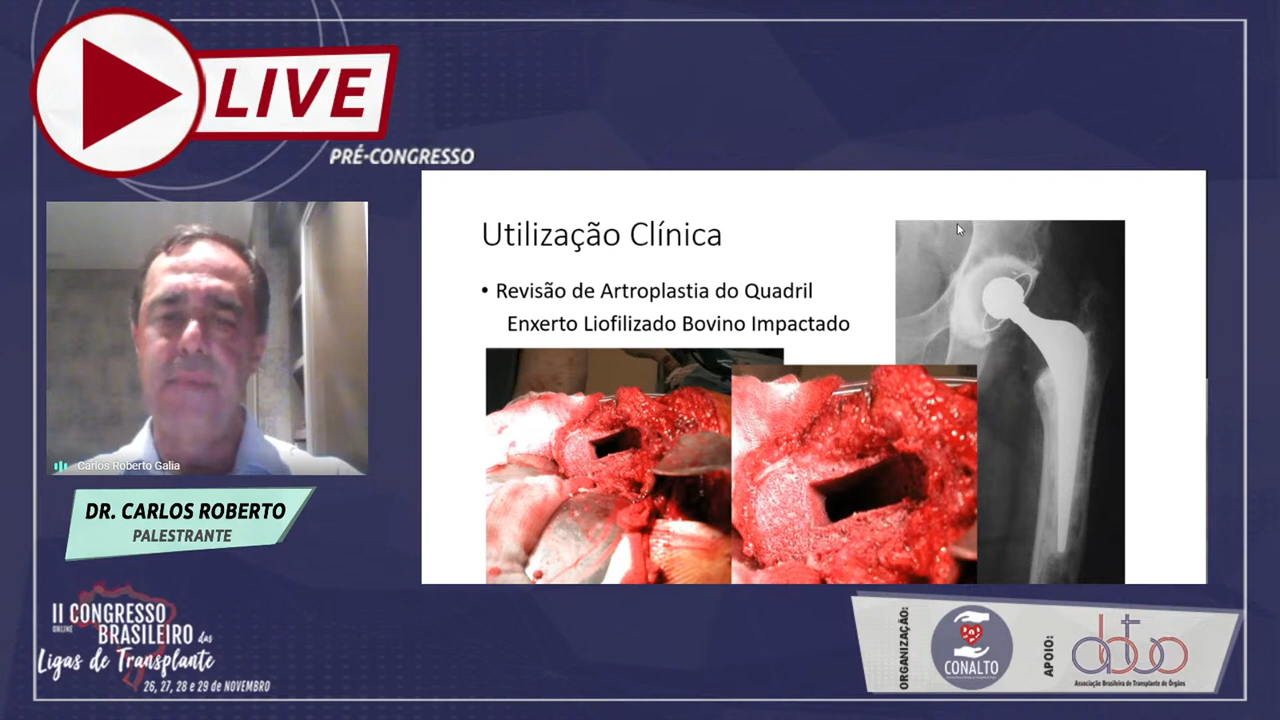 LIVE
PRÉ-CONGRESSO
Utilização Clínica
• Revisão de Artroplastia do Quadril
Enxerto Liofilizado Bovino Impactado
Carlos Roberto Galia
DR. CARLOS ROBERTO
PALESTRANTE
II CONGRESSO
ONLINE
BRASILEIRO das
Ligas de Transplante
26, 27, 28 e 29 de NOVEMBRO
ORGANIZAÇÃO:
CONALTO
APOIO:
abto
Associação Brasileira de Transplante de Órgãos